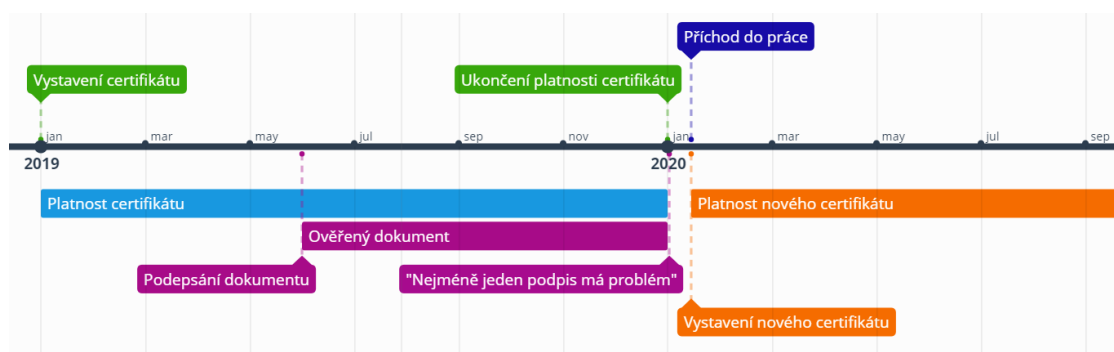 Příchod do práce
Vystavení certifikátu
Ukončení platnosti certifikátu
jan mar may jul sep nov jan mar may jul sep
2019 2020
Platnost certifikátu
Platnost nového certifikátu
Ověřený dokument
Podepsání dokumentu
"Nejméně jeden podpis má problém"
Vystavení nového certifikátu